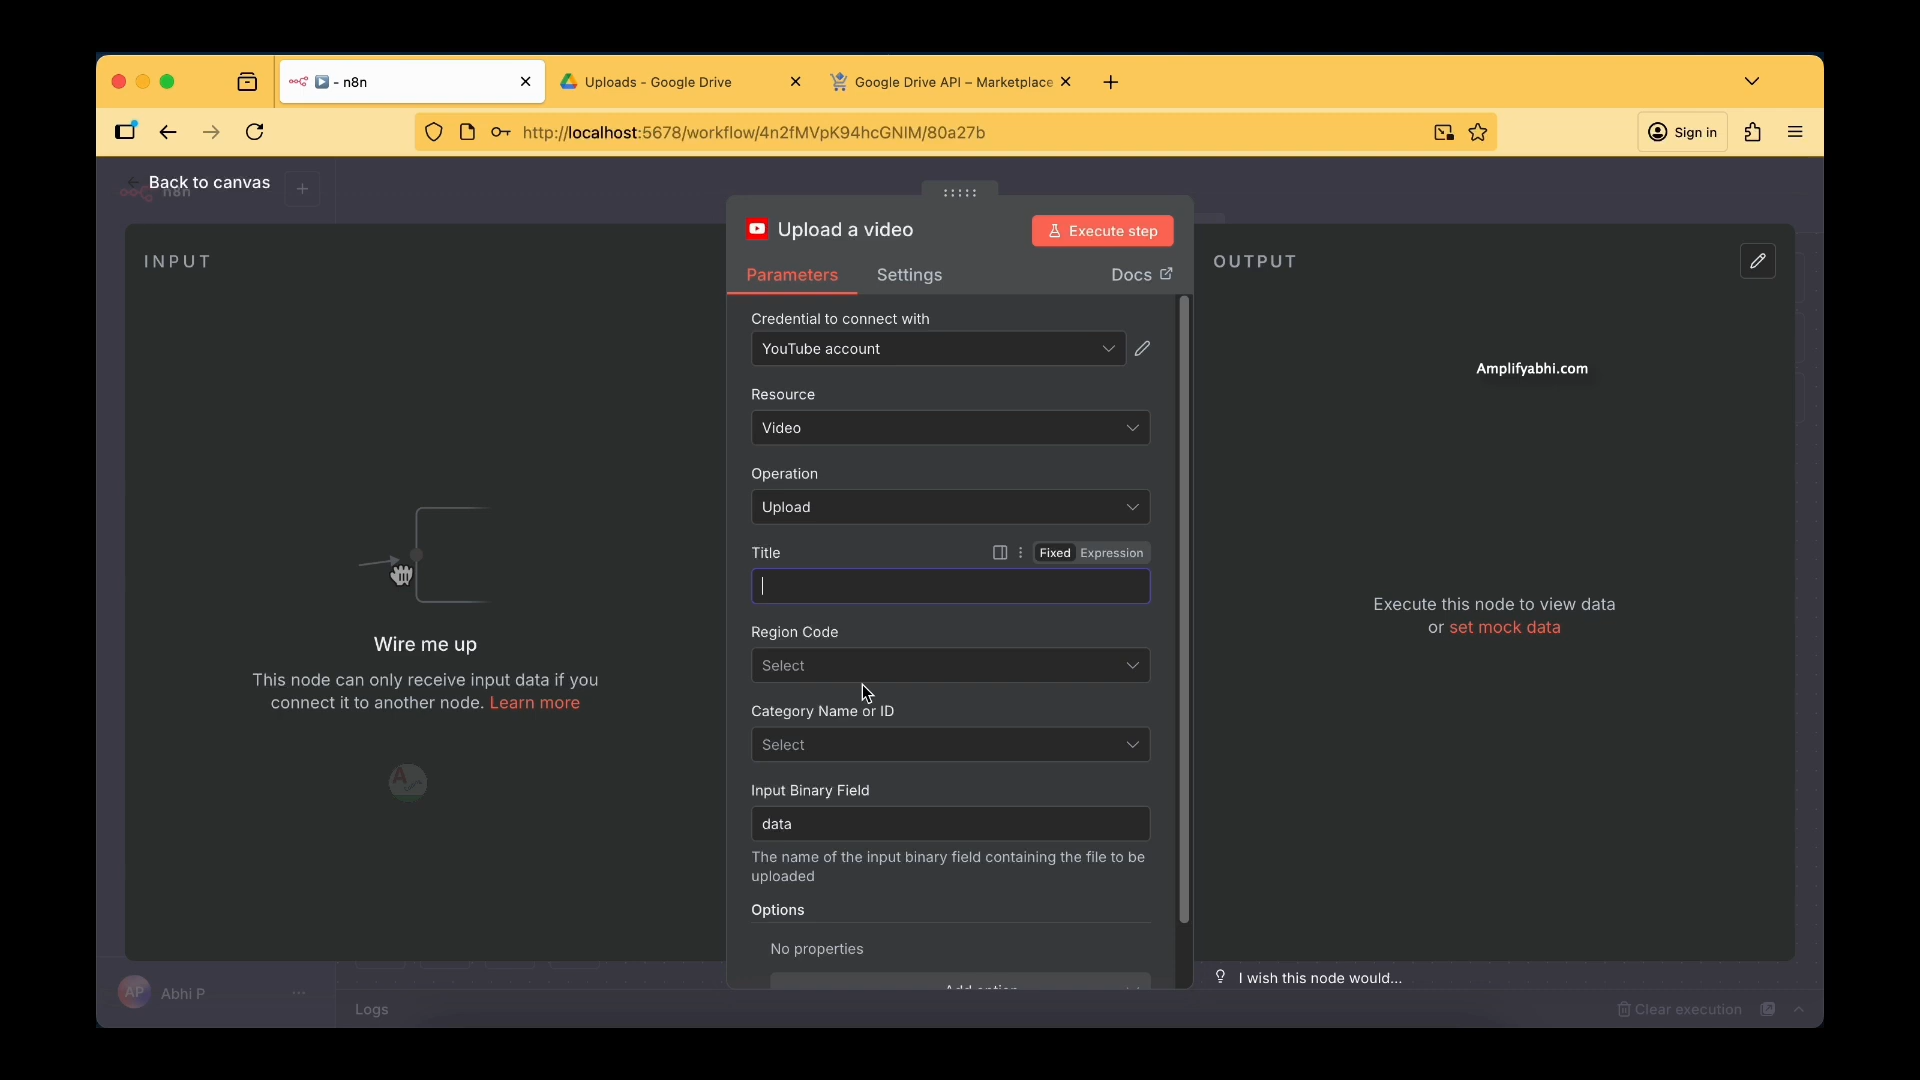 - n8n
Uploads - Google Drive
Google Drive API – Marketplace
http://localhost:5678/workflow/4n2fMVpK94hcGNIM/80a27b
Sign in
Back to canvas
n8n
Upload a video
Execute step
INPUT
Parameters
Settings
Docs
OUTPUT
Credential to connect with
YouTube account
Amplifyabhi.com
Resource
Video
Operation
Upload
Title
Fixed
Expression
Wire me up
This node can only receive input data if you
connect it to another node. Learn more
Execute this node to view data
or set mock data
Region Code
Select
Category Name or ID
Select
Input Binary Field
data
The name of the input binary field containing the file to be
uploaded
Options
No properties
Add option
I wish this node would...
AP
Abhi P
Logs
Clear execution